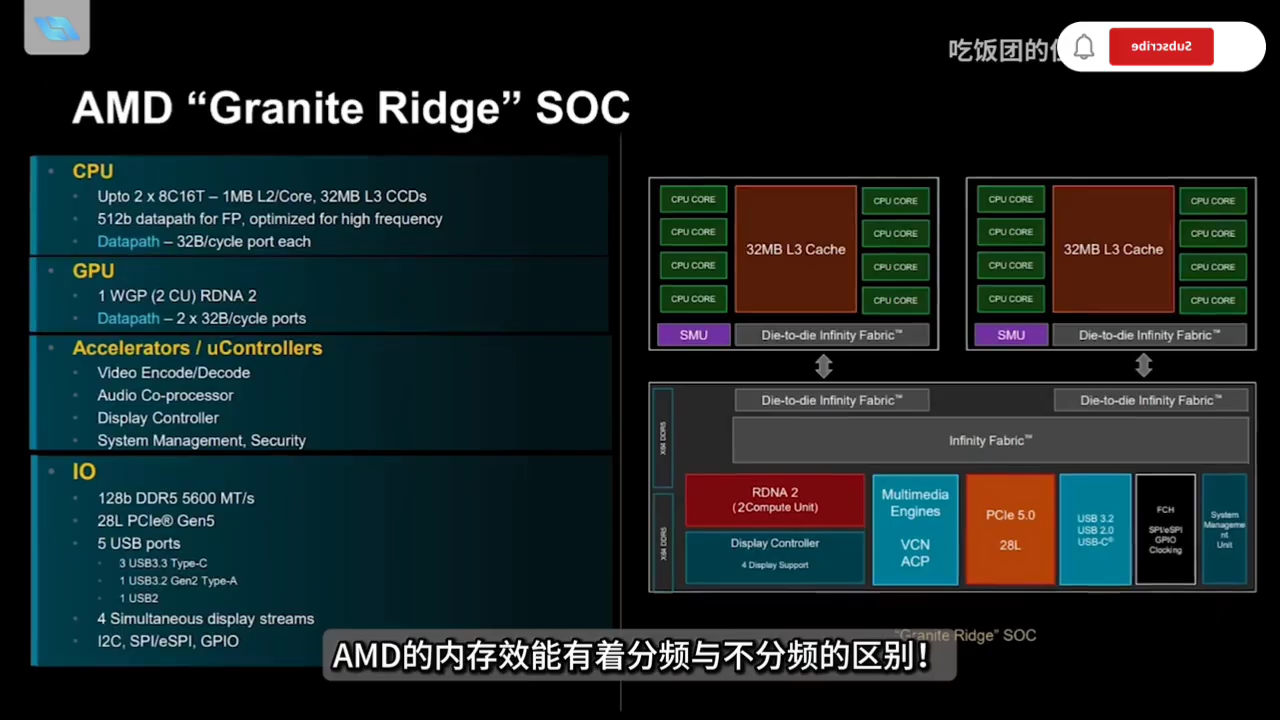 吃饭团的
Subscribe
AMD “Granite Ridge” SOC
CPU
Upto 2 x 8C16T – 1MB L2/Core, 32MB L3 CCDs
512b datapath for FP, optimized for high frequency
Datapath – 32B/cycle port each
GPU
1 WGP (2 CU) RDNA 2
Datapath – 2 x 32B/cycle ports
Accelerators / uControllers
Video Encode/Decode
Audio Co-processor
Display Controller
System Management, Security
IO
128b DDR5 5600 MT/s
28L PCIe® Gen5
5 USB ports
3 USB3.3 Type-C
1 USB3.2 Gen2 Type-A
1 USB2
4 Simultaneous display streams
I2C, SPI/eSPI, GPIO
CPU CORE
CPU CORE
CPU CORE
CPU CORE
32MB L3 Cache
CPU CORE
CPU CORE
CPU CORE
CPU CORE
SMU
Die-to-die Infinity Fabric™
CPU CORE
CPU CORE
CPU CORE
CPU CORE
32MB L3 Cache
CPU CORE
CPU CORE
CPU CORE
CPU CORE
SMU
Die-to-die Infinity Fabric™
X64 DDR5
X64 DDR5
Die-to-die Infinity Fabric™
Die-to-die Infinity Fabric™
Infinity Fabric™
RDNA 2
(2Compute Unit)
Display Controller
4 Display Support
Multimedia
Engines
VCN
ACP
PCIe 5.0
28L
USB 3.2
USB 2.0
USB-C®
FCH
SPI/eSPI
GPIO
Clocking
System
Manageme
nt
Unit
“Granite Ridge” SOC
AMD的内存效能有着分频与不分频的区别！